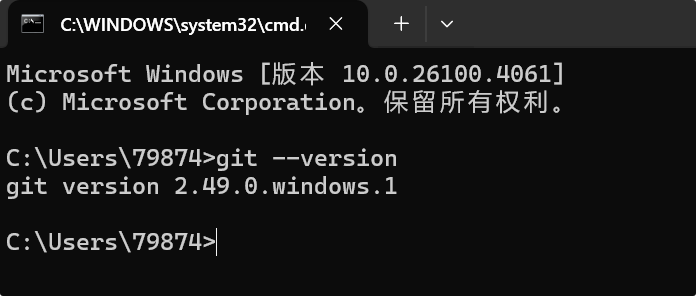 C:\WINDOWS\system32\cmd.
Microsoft Windows [版本 10.0.26100.4061]
(c) Microsoft Corporation。保留所有权利。
C:\Users\79874>git --version
git version 2.49.0.windows.1
C:\Users\79874>